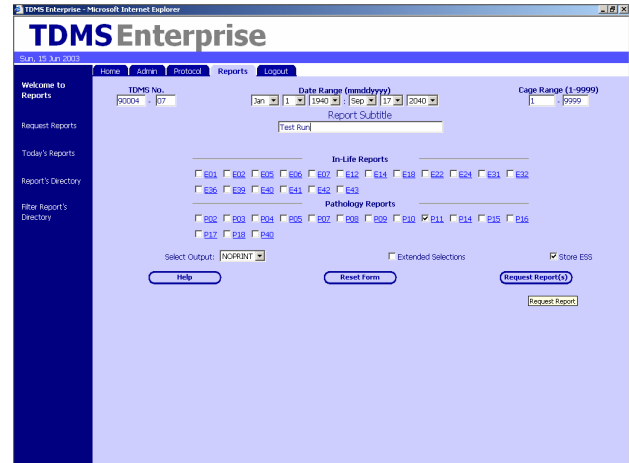 TDMS Enterprise - Microsoft Internet Explorer
TDMS Enterprise
Sun, 15 Jun 2003
Home Admin Protocol Reports Logout
Welcome to Reports
Request Reports
Today's Reports
Report's Directory
Filter Report's Directory
TDMS No. Date Range (mmddyyyy) Cage Range (1-9999)
90004 - 07 Jan 1 1940 : Sep 17 2040 1 - 9999
Report Subtitle
Test Run
In-Life Reports
E01 E02 E05 E06 E07 E12 E14 E18 E22 E24 E31 E32
E36 E39 E40 E41 E42 E43
Pathology Reports
P02 P03 P04 P05 P07 P08 P09 P10 P11 P14 P15 P16
P17 P18 P40
Select Output: NOPRINT Extended Selections Store ESS
Help Reset Form Request Report(s)
Request Report